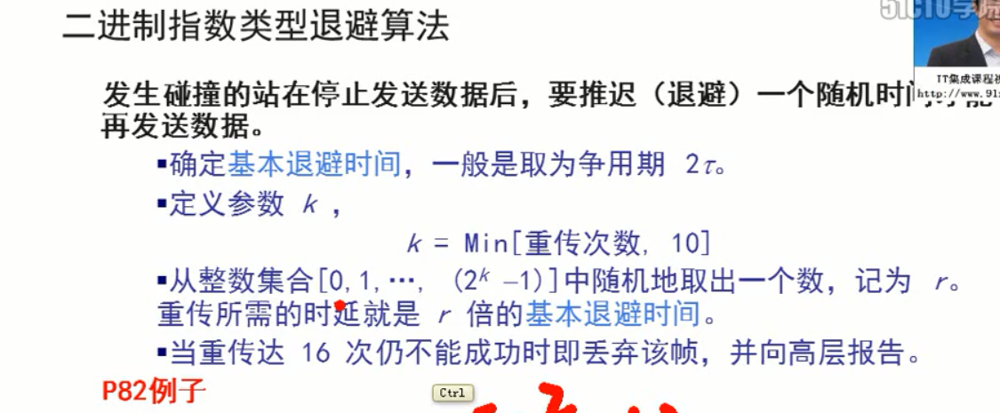 51CTO学院
二进制指数类型退避算法
IT集成课程视
http://www.91
发生碰撞的站在停止发送数据后，要推迟（退避）一个随机时间才能
再发送数据。
▪确定基本退避时间，一般是取为争用期 2τ。
▪定义参数 k ，
k = Min[重传次数, 10]
▪从整数集合[0,1,…, (2ᵏ –1)]中随机地取出一个数，记为 r。
重传所需的时延就是 r 倍的基本退避时间。
▪当重传达 16 次仍不能成功时即丢弃该帧，并向高层报告。
P82例子
Ctrl